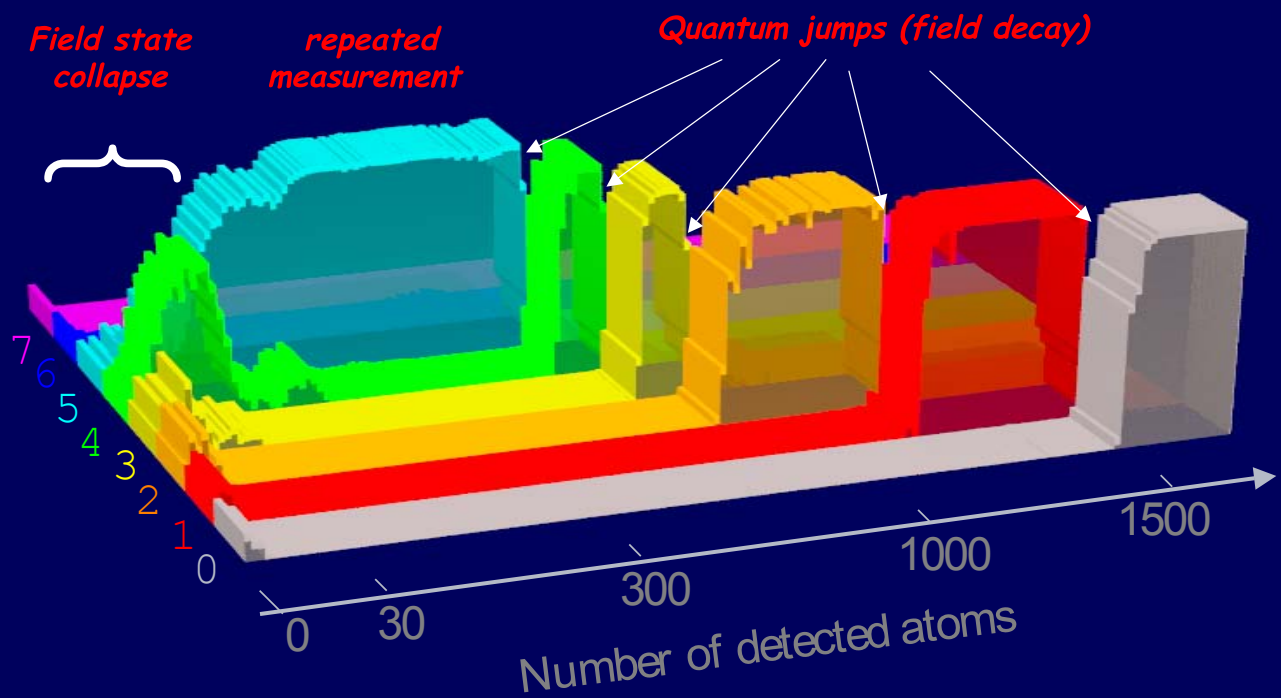 Field state
collapse
repeated
measurement
Quantum jumps (field decay)
7
6
5
4
3
2
1
0
0
30
300
1000
1500
Number of detected atoms